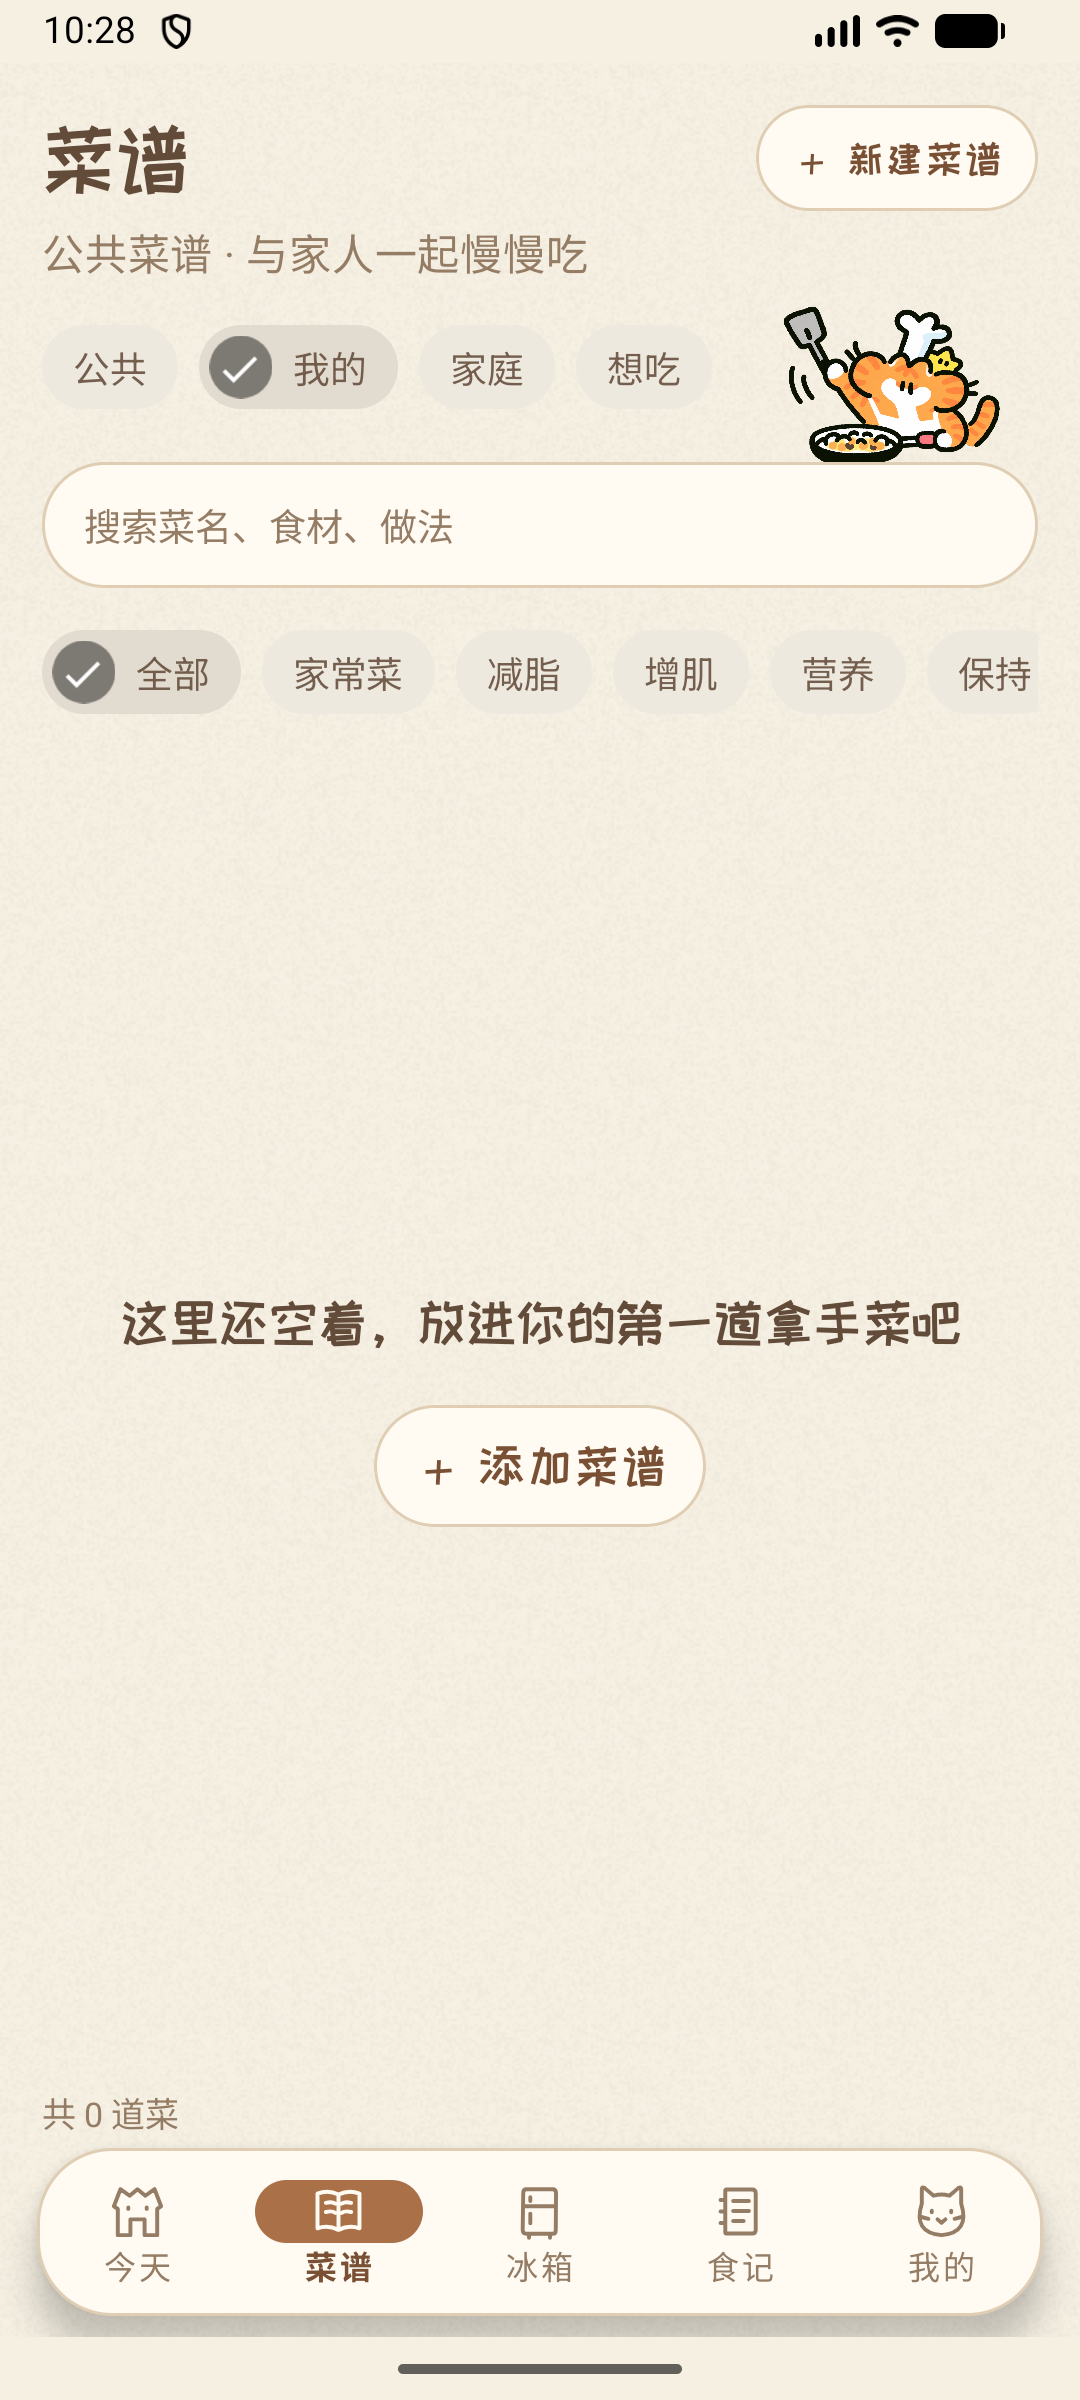 10:28
菜谱
+ 新建菜谱
公共菜谱 · 与家人一起慢慢吃
公共 我的 家庭 想吃
搜索菜名、食材、做法
全部 家常菜 减脂 增肌 营养 保持
这里还空着，放进你的第一道拿手菜吧
+ 添加菜谱
共 0 道菜
今天 菜谱 冰箱 食记 我的